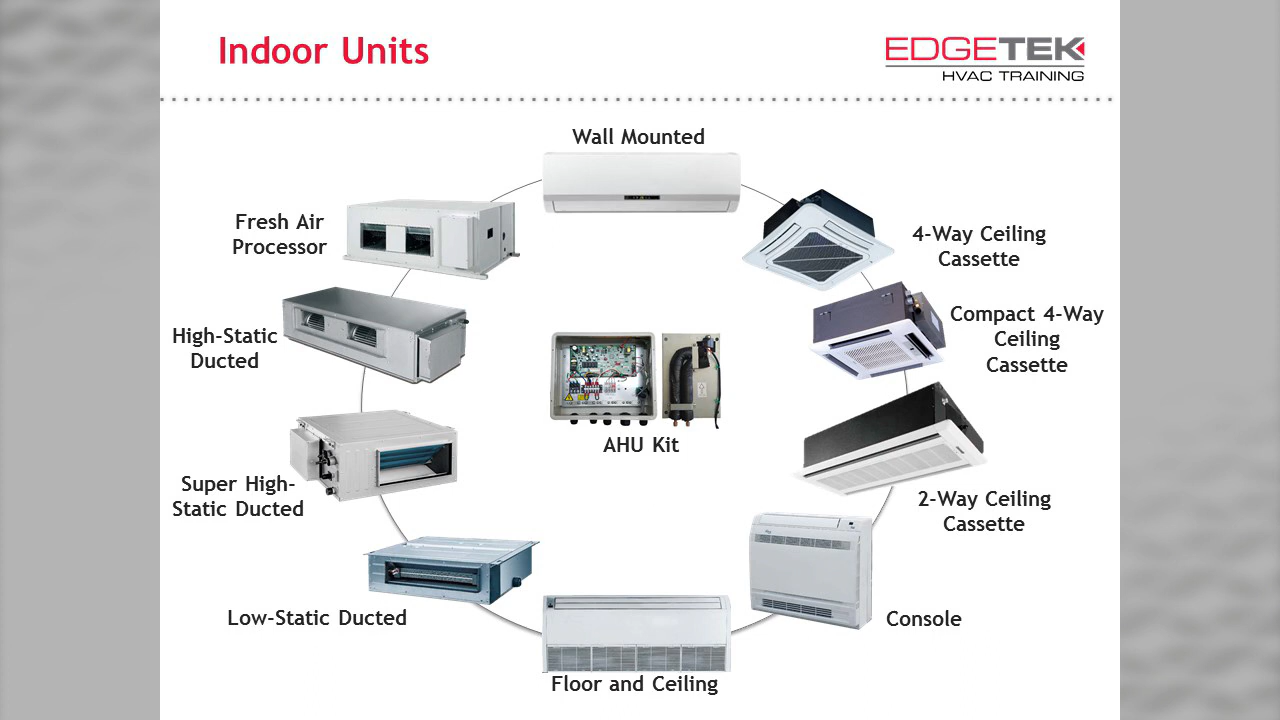 Indoor Units
EDGETEK
HVAC TRAINING
Wall Mounted
Fresh Air
Processor
4-Way Ceiling
Cassette
High-Static
Ducted
Compact 4-Way
Ceiling
Cassette
AHU Kit
Super High-
Static Ducted
2-Way Ceiling
Cassette
Low-Static Ducted
Console
Floor and Ceiling